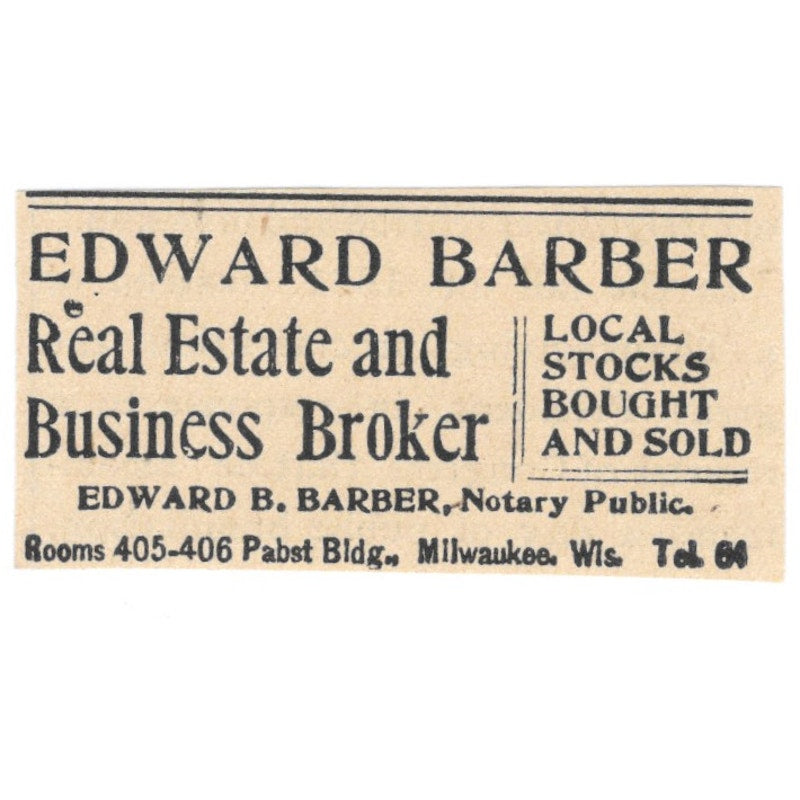 EDWARD BARBER
Real Estate and
Business Broker
LOCAL
STOCKS
BOUGHT
AND SOLD
EDWARD B. BARBER, Notary Public.
Rooms 405-406 Pabst Bldg., Milwaukee. Wis. Tel. 64